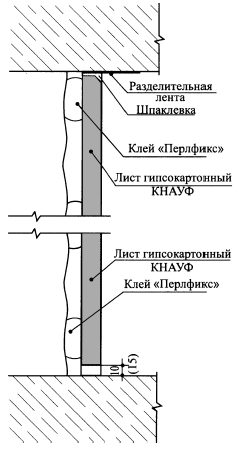 Разделительная
лента
Шпаклевка
Клей «Перлфикс»
Лист гипсокартонный
КНАУФ
Лист гипсокартонный
КНАУФ
Клей «Перлфикс»
10
(15)